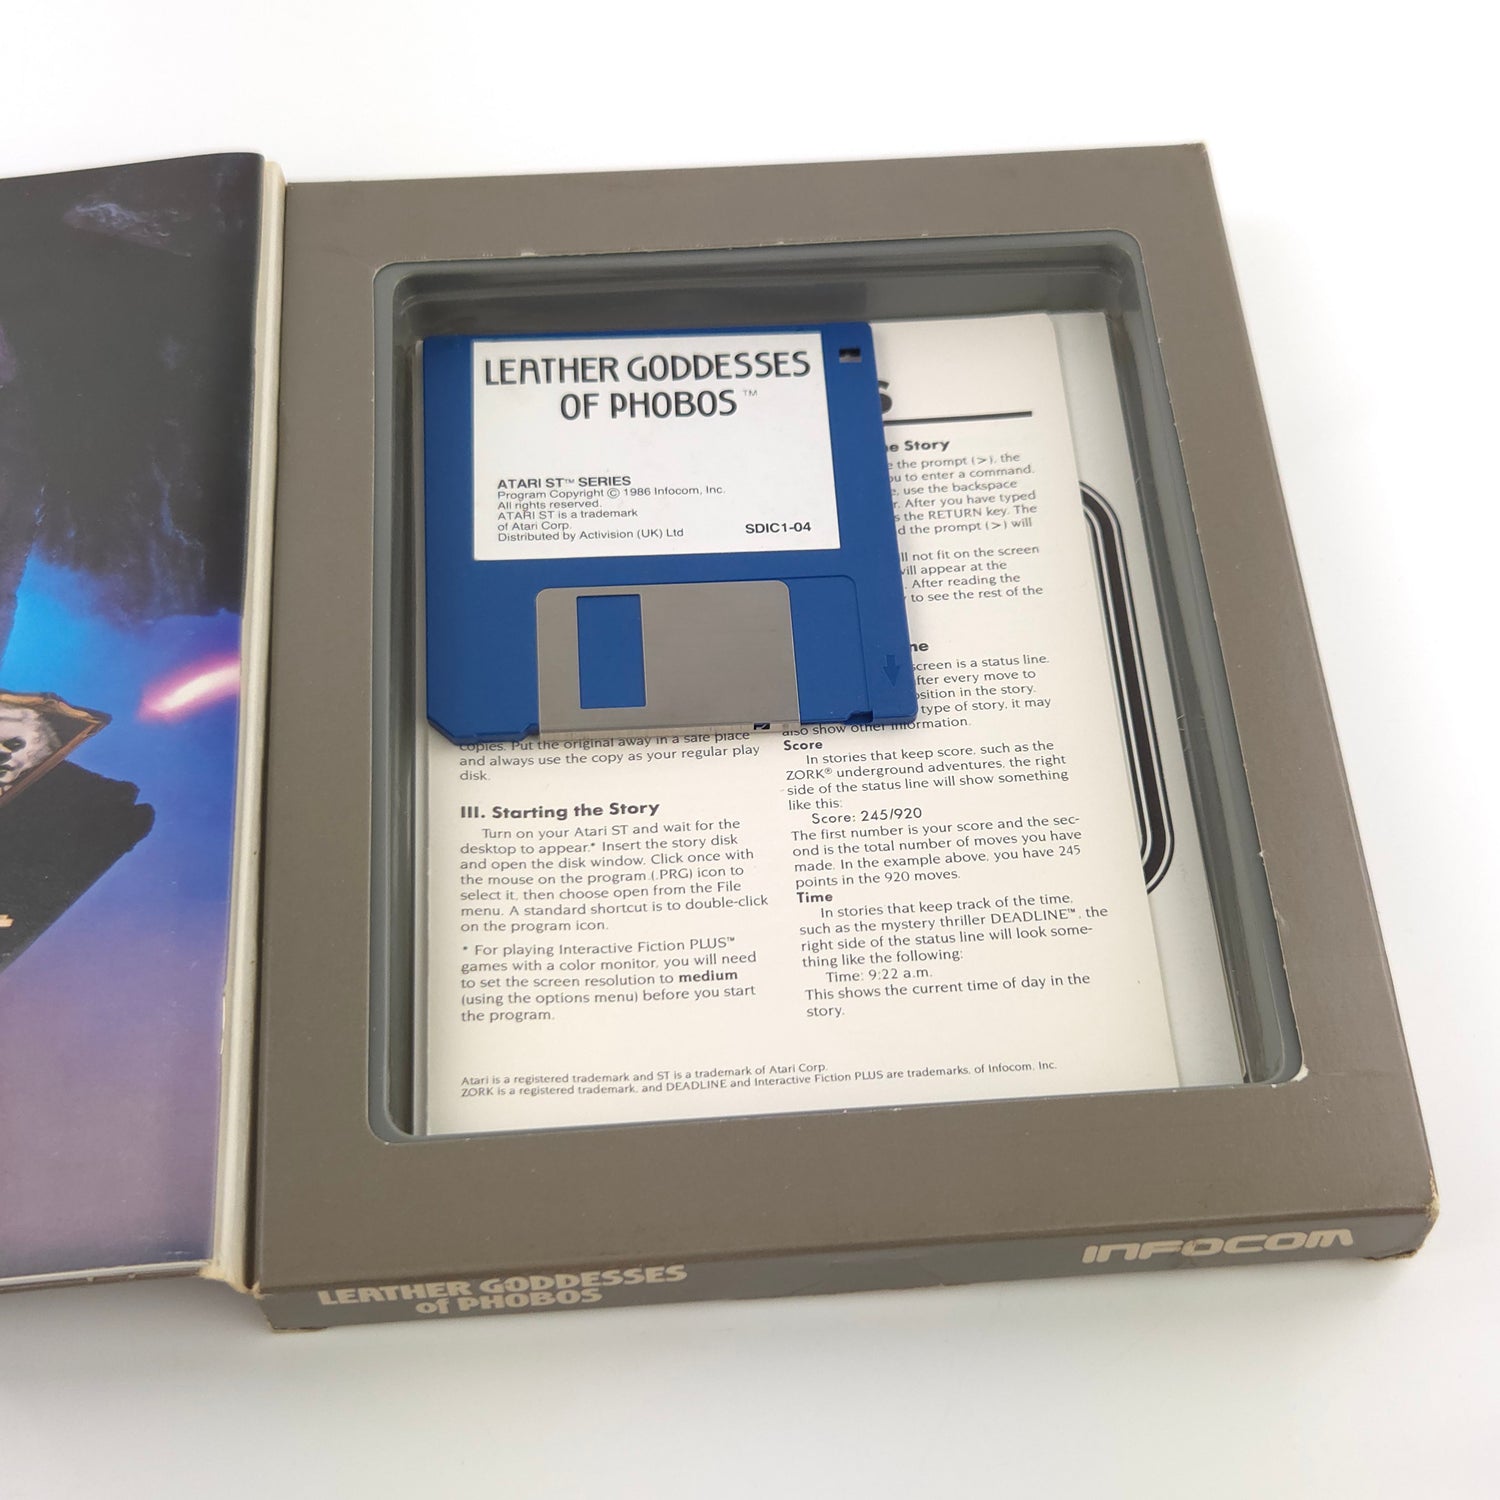 LEATHER GODDESSES
OF PHOBOS™
ATARI ST™ SERIES
Program Copyright © 1986 Infocom, Inc.
All rights reserved.
ATARI ST is a trademark
of Atari Corp.
Distributed by Activision (UK) Ltd
SDIC1-04
copies. Put the original away in a safe place
and always use the copy as your regular play
disk.
III. Starting the Story
Turn on your Atari ST and wait for the
desktop to appear.* Insert the story disk
and open the disk window. Click once with
the mouse on the program (.PRG) icon to
select it, then choose open from the File
menu. A standard shortcut is to double-click
on the program icon.
* For playing Interactive Fiction PLUS™
games with a color monitor, you will need
to set the screen resolution to medium
(using the options menu) before you start
the program.
S
Story
the prompt (>), the
to enter a command.
use the backspace
After you have typed
the RETURN key. The
the prompt (>) will
not fit on the screen
will appear at the
After reading the
to see the rest of the
screen is a status line.
after every move to
position in the story.
type of story, it may
also show other information.
Score
In stories that keep score, such as the
ZORK® underground adventures, the right
side of the status line will show something
like this:
Score: 245/920
The first number is your score and the sec-
ond is the total number of moves you have
made. In the example above, you have 245
points in the 920 moves.
Time
In stories that keep track of the time,
such as the mystery thriller DEADLINE™, the
right side of the status line will look some-
thing like the following:
Time: 9:22 a.m.
This shows the current time of day in the
story.
Atari is a registered trademark and ST is a trademark of Atari Corp.
ZORK is a registered trademark, and DEADLINE and Interactive Fiction PLUS are trademarks, of Infocom, Inc.
LEATHER GODDESSES
of PHOBOS
INFOCOM